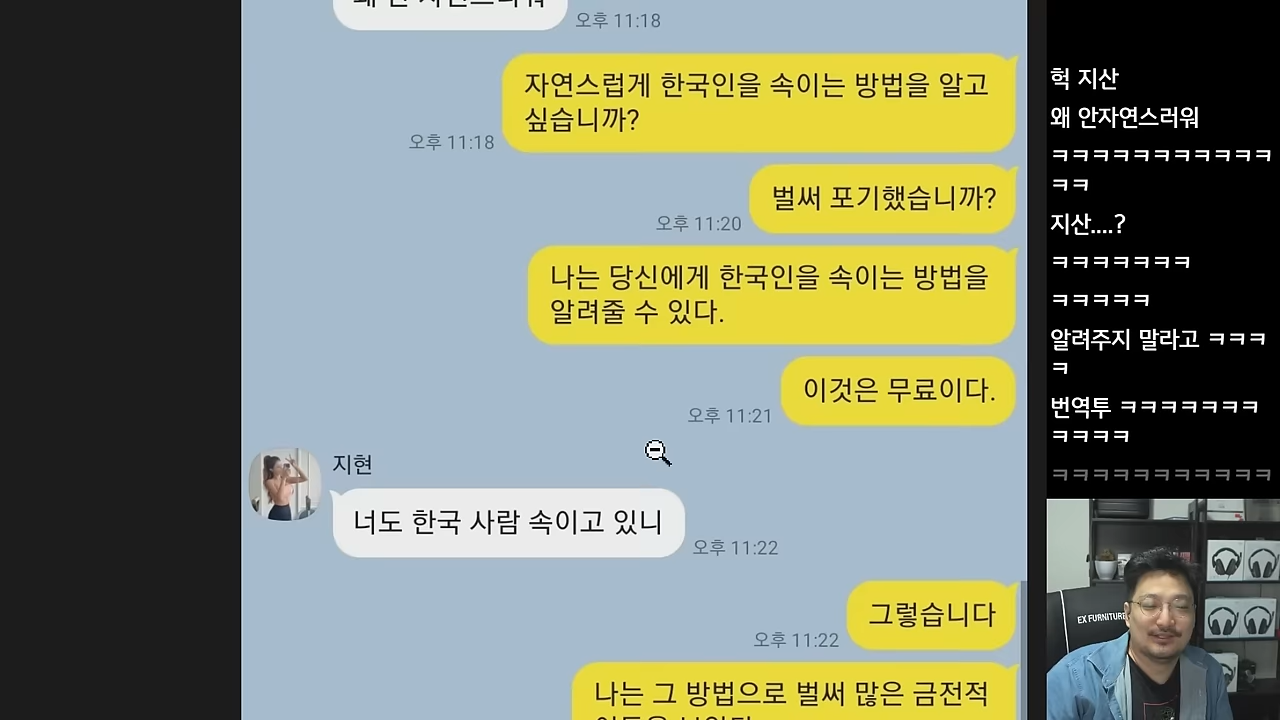 오후 11:18
자연스럽게 한국인을 속이는 방법을 알고
싶습니까?
오후 11:18
벌써 포기했습니까?
오후 11:20
나는 당신에게 한국인을 속이는 방법을
알려줄 수 있다.
이것은 무료이다.
오후 11:21
지현
너도 한국 사람 속이고 있니
오후 11:22
그렇습니다
오후 11:22
나는 그 방법으로 벌써 많은 금전적
헉 지산
왜 안자연스러워
ㅋㅋㅋㅋㅋㅋㅋㅋㅋㅋㅋ
ㅋㅋ
지산....?
ㅋㅋㅋㅋㅋㅋㅋ
ㅋㅋㅋㅋㅋ
알려주지 말라고 ㅋㅋㅋ
ㅋ
번역투 ㅋㅋㅋㅋㅋㅋㅋ
ㅋㅋㅋㅋ
ㅋㅋㅋㅋㅋㅋㅋㅋㅋㅋㅋ
EX FURNITURE